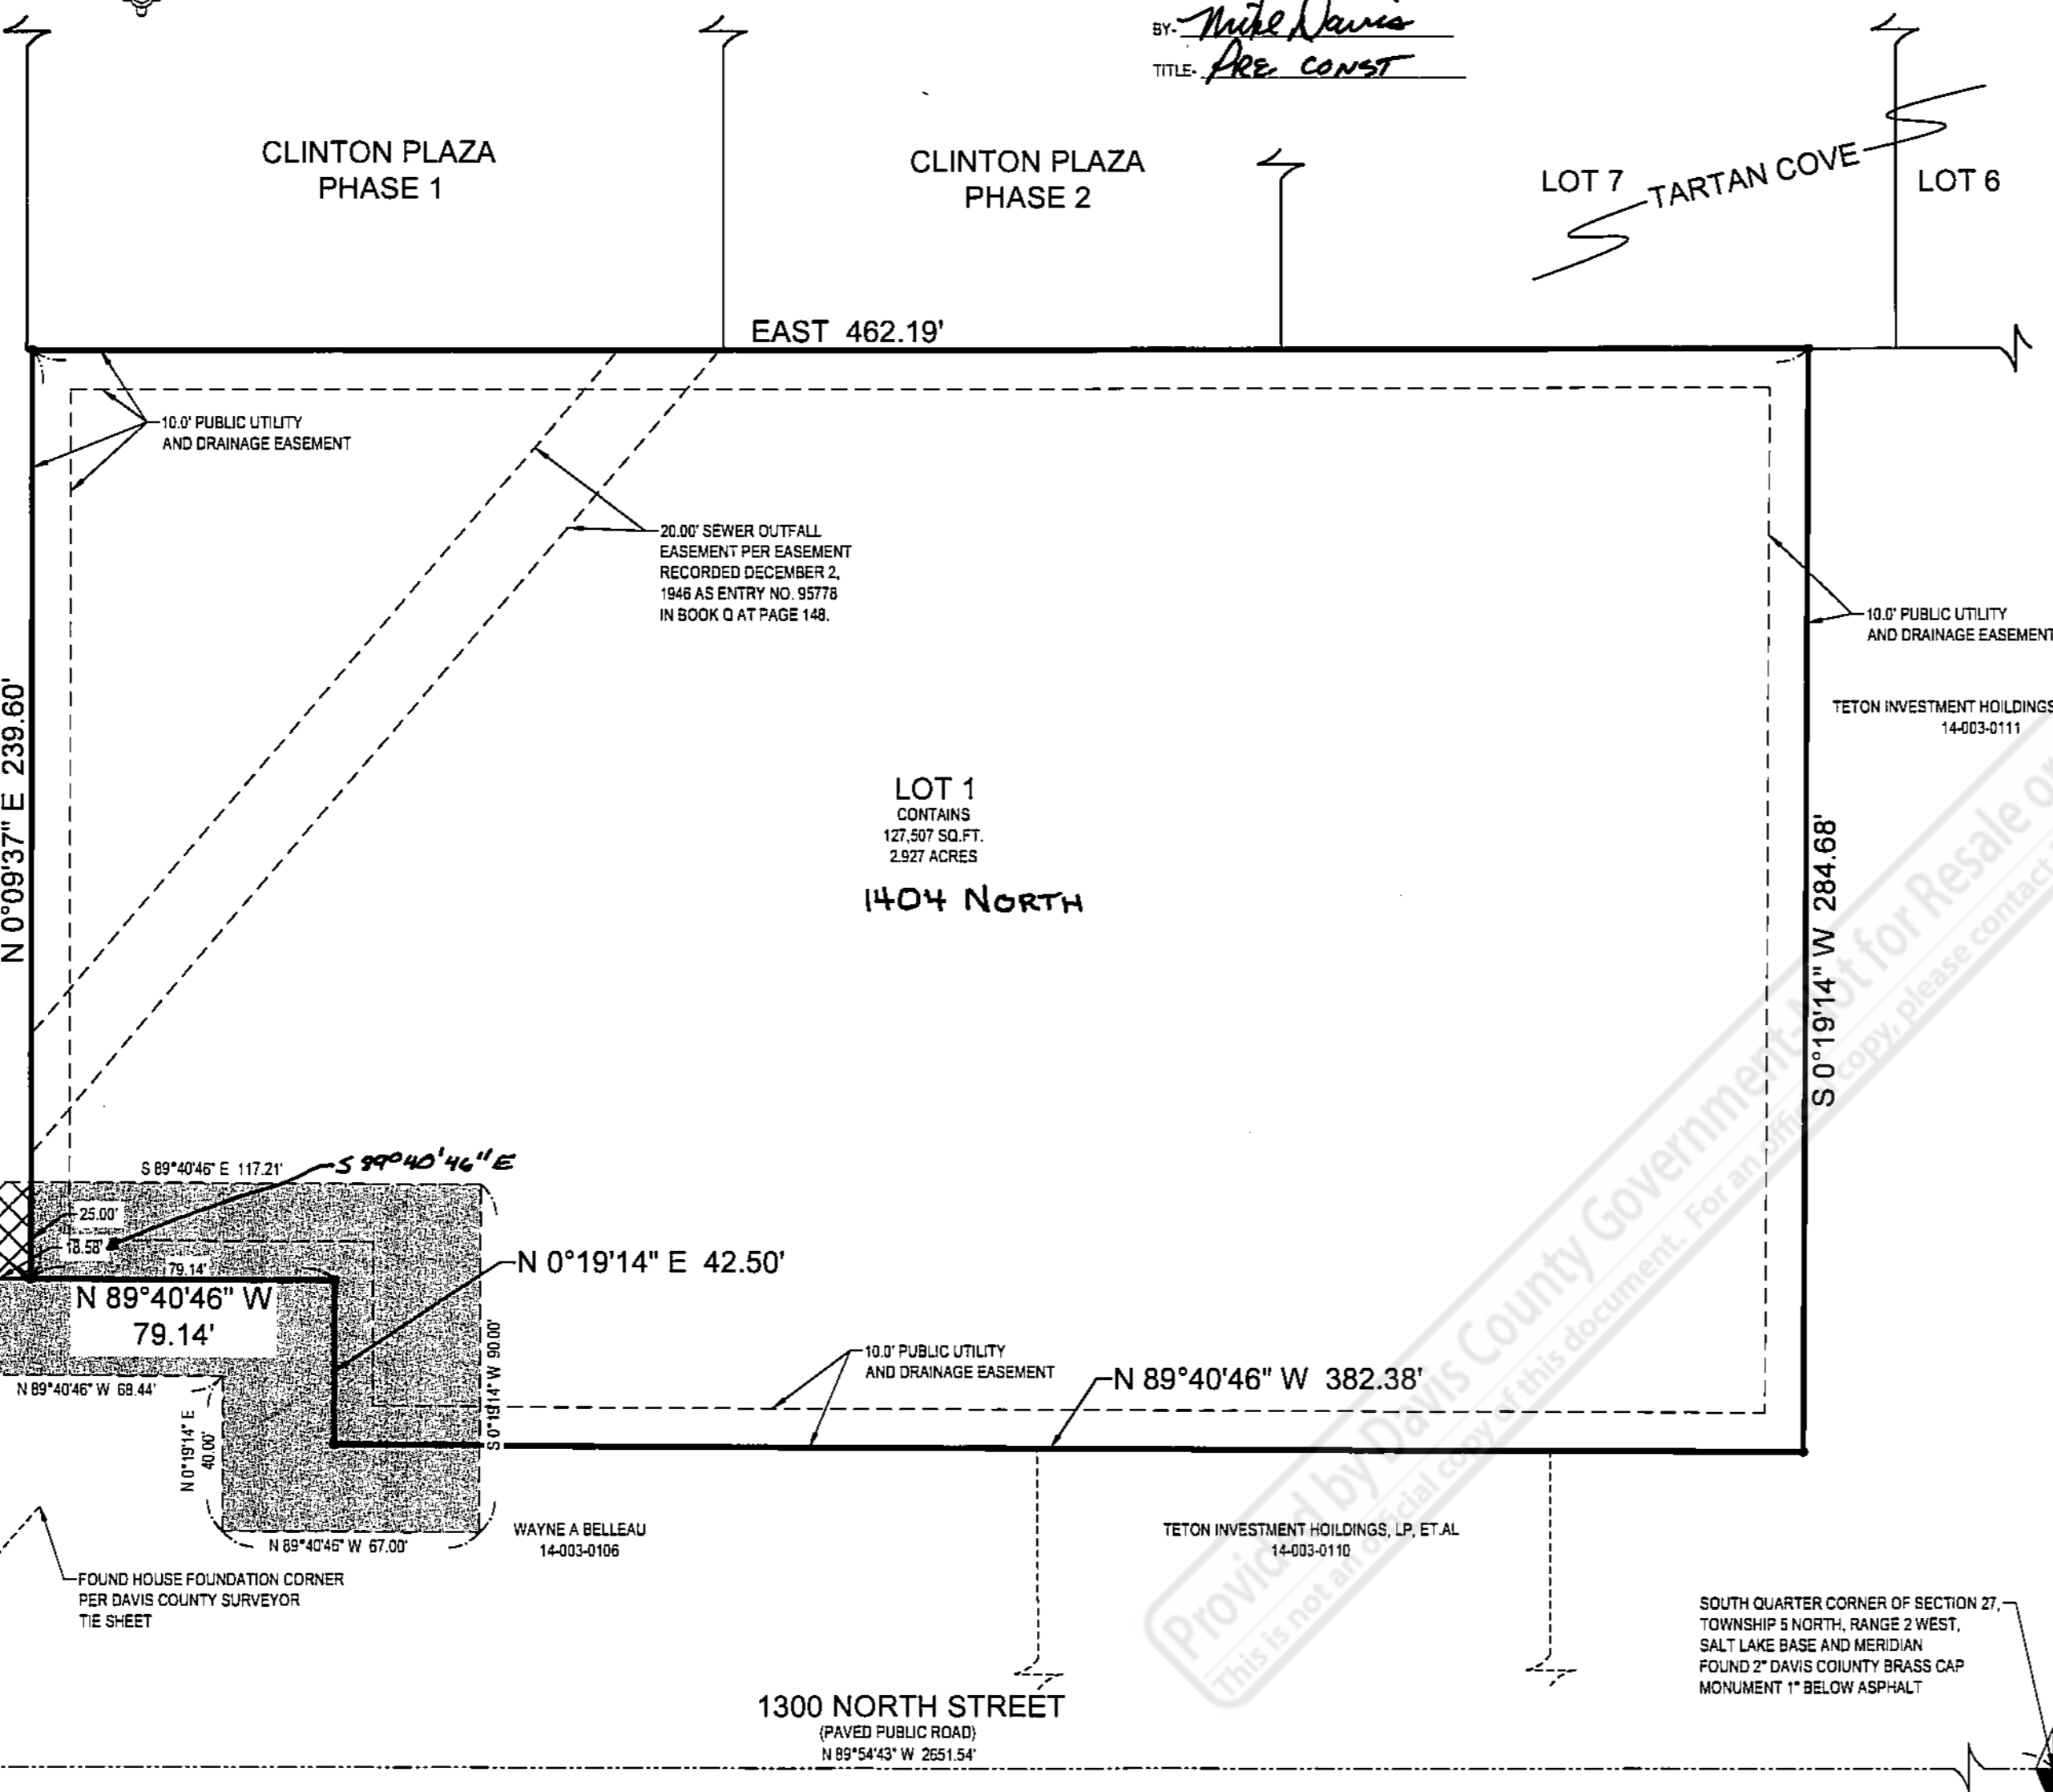 BY- Mike Davis
TITLE- PRE CONST
CLINTON PLAZA
PHASE 1
CLINTON PLAZA
PHASE 2
LOT 7
TARTAN COVE
LOT 6
EAST 462.19'
10.0' PUBLIC UTILITY
AND DRAINAGE EASEMENT
20.00' SEWER OUTFALL
EASEMENT PER EASEMENT
RECORDED DECEMBER 2,
1946 AS ENTRY NO. 95778
IN BOOK Q AT PAGE 148.
10.0' PUBLIC UTILITY
AND DRAINAGE EASEMENT
TETON INVESTMENT HOILDINGS
14-003-0111
N 0°09'37" E 239.60'
LOT 1
CONTAINS
127,507 SQ.FT.
2.927 ACRES
1404 NORTH
S 0°19'14" W 284.68'
S 89°40'46" E 117.21'
S 89°40'46" E
25.00'
18.58'
79.14'
N 0°19'14" E 42.50'
N 89°40'46" W
79.14'
N 89°40'46" W 68.44'
S 0°19'14" W 90.00'
10.0' PUBLIC UTILITY
AND DRAINAGE EASEMENT
N 89°40'46" W 382.38'
N 0°19'14" E
40.00'
N 89°40'46" W 67.00'
WAYNE A BELLEAU
14-003-0106
TETON INVESTMENT HOILDINGS, LP, ET.AL
14-003-0110
FOUND HOUSE FOUNDATION CORNER
PER DAVIS COUNTY SURVEYOR
TIE SHEET
SOUTH QUARTER CORNER OF SECTION 27,
TOWNSHIP 5 NORTH, RANGE 2 WEST,
SALT LAKE BASE AND MERIDIAN
FOUND 2" DAVIS COIUNTY BRASS CAP
MONUMENT 1" BELOW ASPHALT
1300 NORTH STREET
(PAVED PUBLIC ROAD)
N 89°54'43" W 2651.54'
Provided by Davis County Government-Not for Resale or
This is not an official copy of this document. For an official copy, please contact